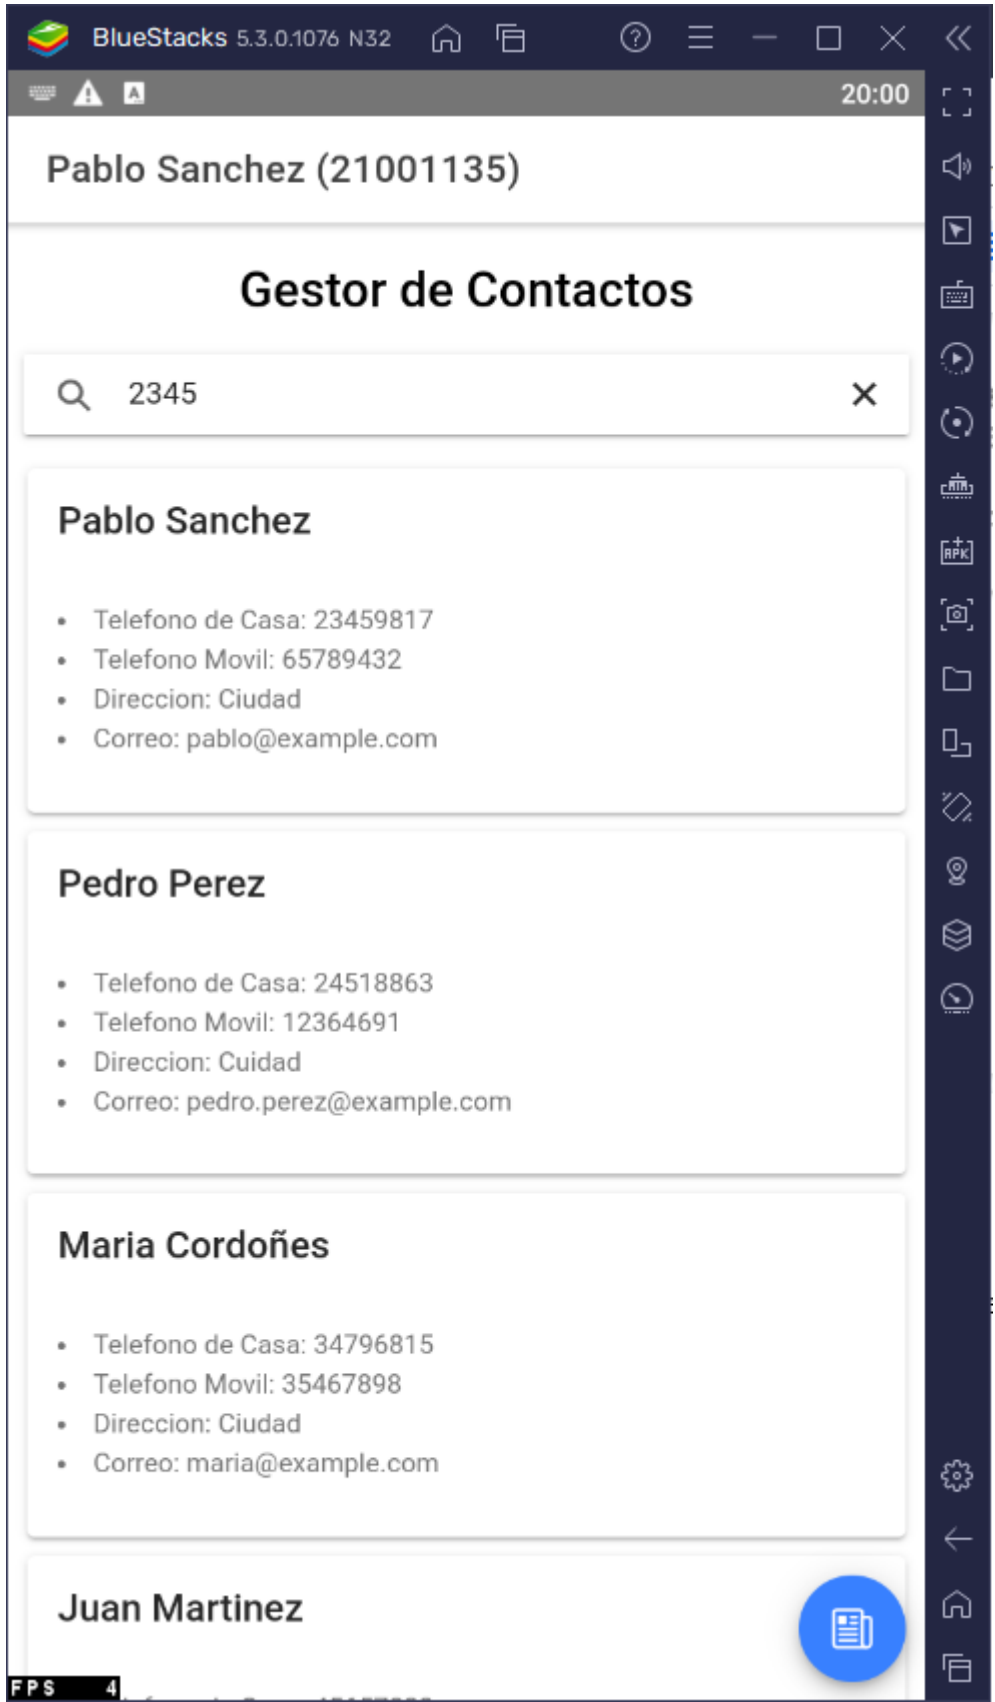 BlueStacks 5.3.0.1076 N32
20:00
Pablo Sanchez (21001135)
Gestor de Contactos
2345
Pablo Sanchez
• Telefono de Casa: 23459817
• Telefono Movil: 65789432
• Direccion: Ciudad
• Correo: pablo@example.com
Pedro Perez
• Telefono de Casa: 24518863
• Telefono Movil: 12364691
• Direccion: Cuidad
• Correo: pedro.perez@example.com
Maria Cordoñes
• Telefono de Casa: 34796815
• Telefono Movil: 35467898
• Direccion: Ciudad
• Correo: maria@example.com
Juan Martinez
FPS 4